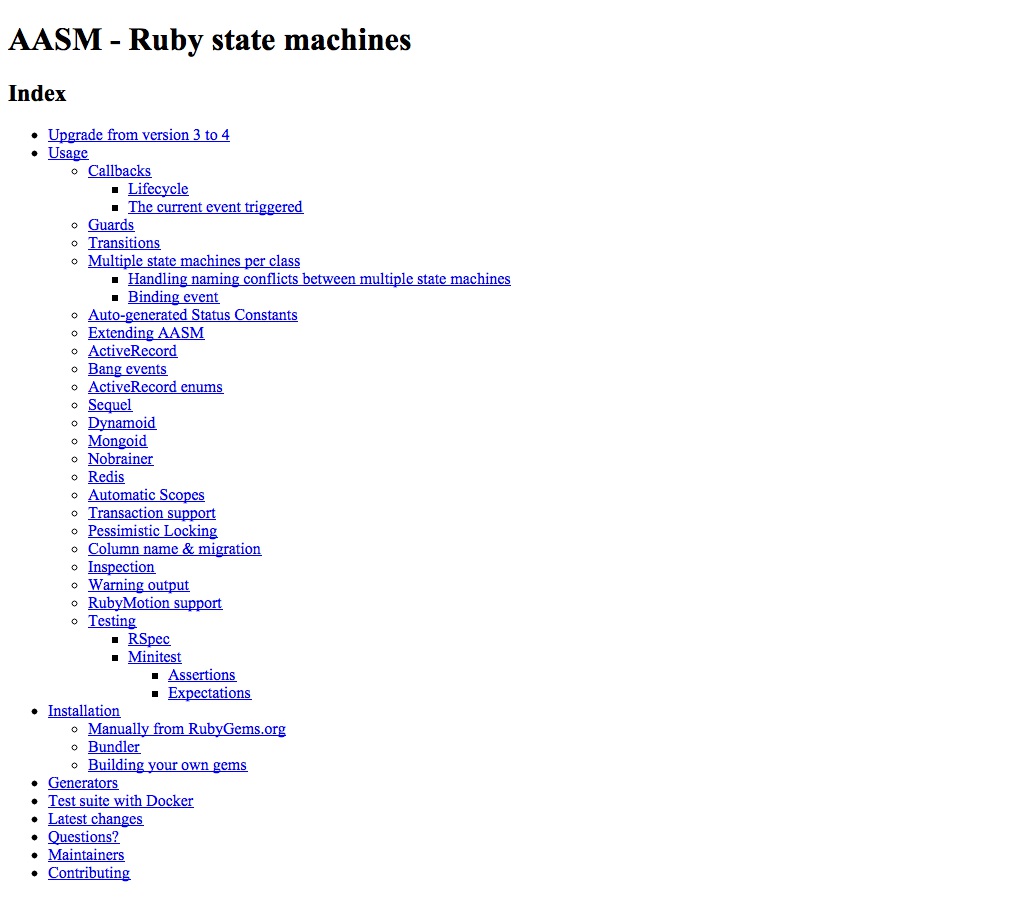 AASM - Ruby state machines
Index
Upgrade from version 3 to 4
Usage
Callbacks
Lifecycle
The current event triggered
Guards
Transitions
Multiple state machines per class
Handling naming conflicts between multiple state machines
Binding event
Auto-generated Status Constants
Extending AASM
ActiveRecord
Bang events
ActiveRecord enums
Sequel
Dynamoid
Mongoid
Nobrainer
Redis
Automatic Scopes
Transaction support
Pessimistic Locking
Column name & migration
Inspection
Warning output
RubyMotion support
Testing
RSpec
Minitest
Assertions
Expectations
Installation
Manually from RubyGems.org
Bundler
Building your own gems
Generators
Test suite with Docker
Latest changes
Questions?
Maintainers
Contributing